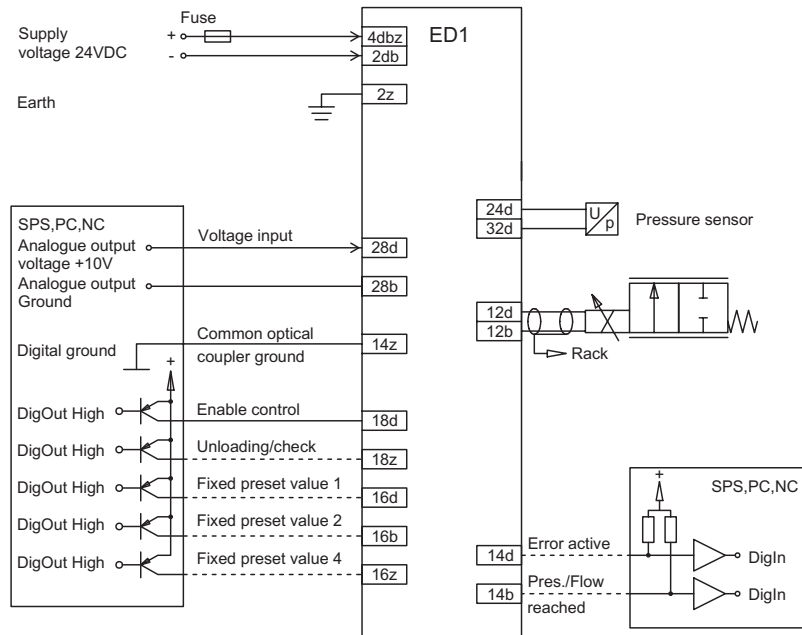 Fuse
Supply
voltage 24VDC
+
-
4dbz
2db
ED1
Earth
2z
24d
32d
U
p
Pressure sensor
SPS,PC,NC
Analogue output
voltage +10V
Voltage input
28d
Analogue output
Ground
28b
12d
12b
Rack
Digital ground
Common optical
coupler ground
14z
+
DigOut High
Enable control
18d
DigOut High
Unloading/check
18z
DigOut High
Fixed preset value 1
16d
DigOut High
Fixed preset value 2
16b
DigOut High
Fixed preset value 4
16z
+
SPS,PC,NC
14d
Error active
DigIn
14b
Pres./Flow
reached
DigIn